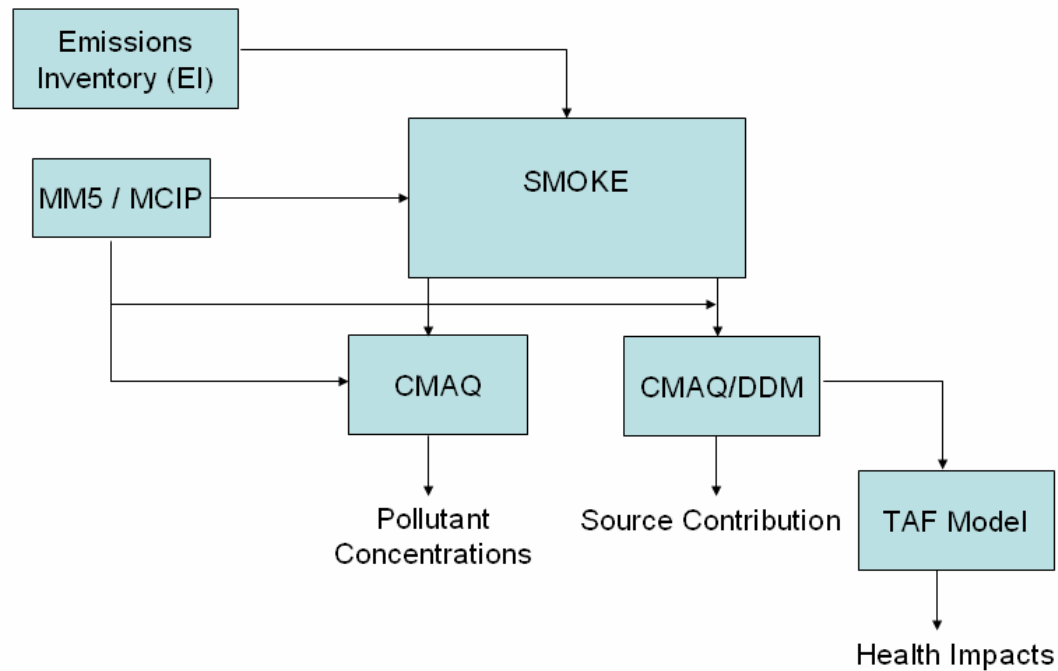 Emissions
Inventory (EI)
SMOKE
MM5 / MCIP
CMAQ
CMAQ/DDM
Pollutant
Concentrations
Source Contribution
TAF Model
Health Impacts